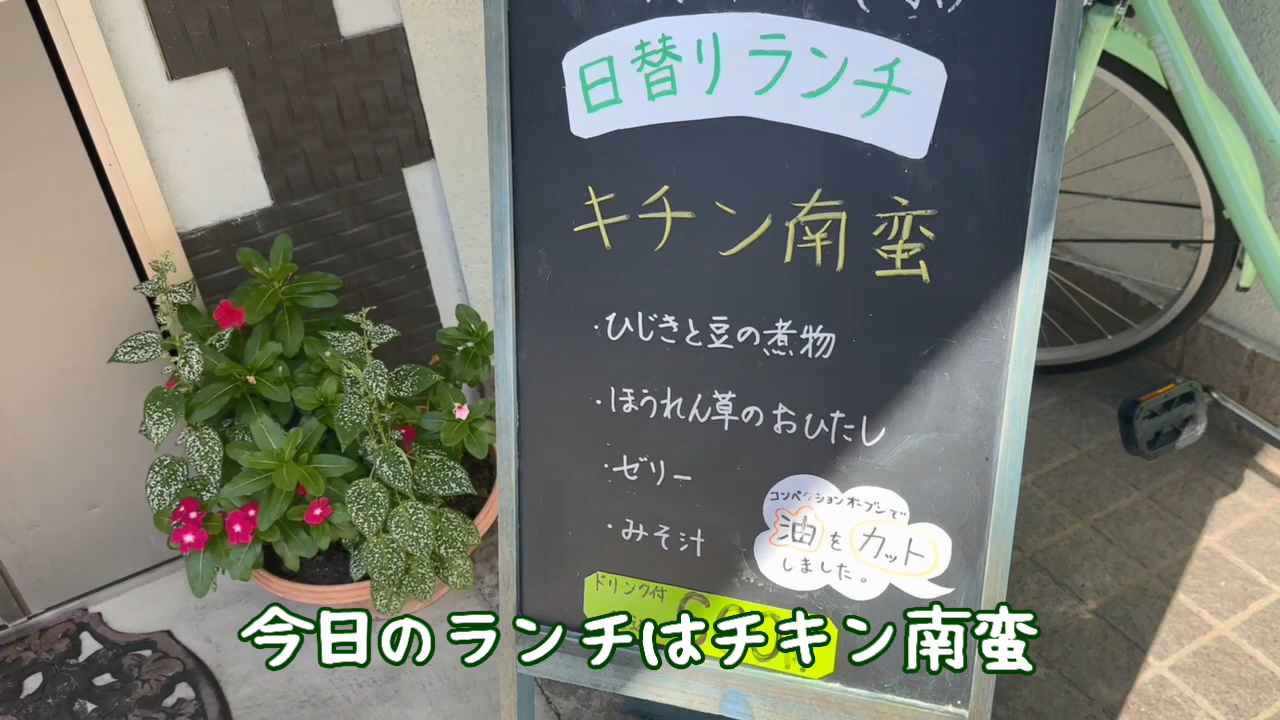 日替リランチ
キチン南蛮
・ひじきと豆の煮物
・ほうれん草のおひたし
・ゼリー
・みそ汁
コンベクションオーブンで
油をカット
しました。
ドリンク付
今日のランチはチキン南蛮